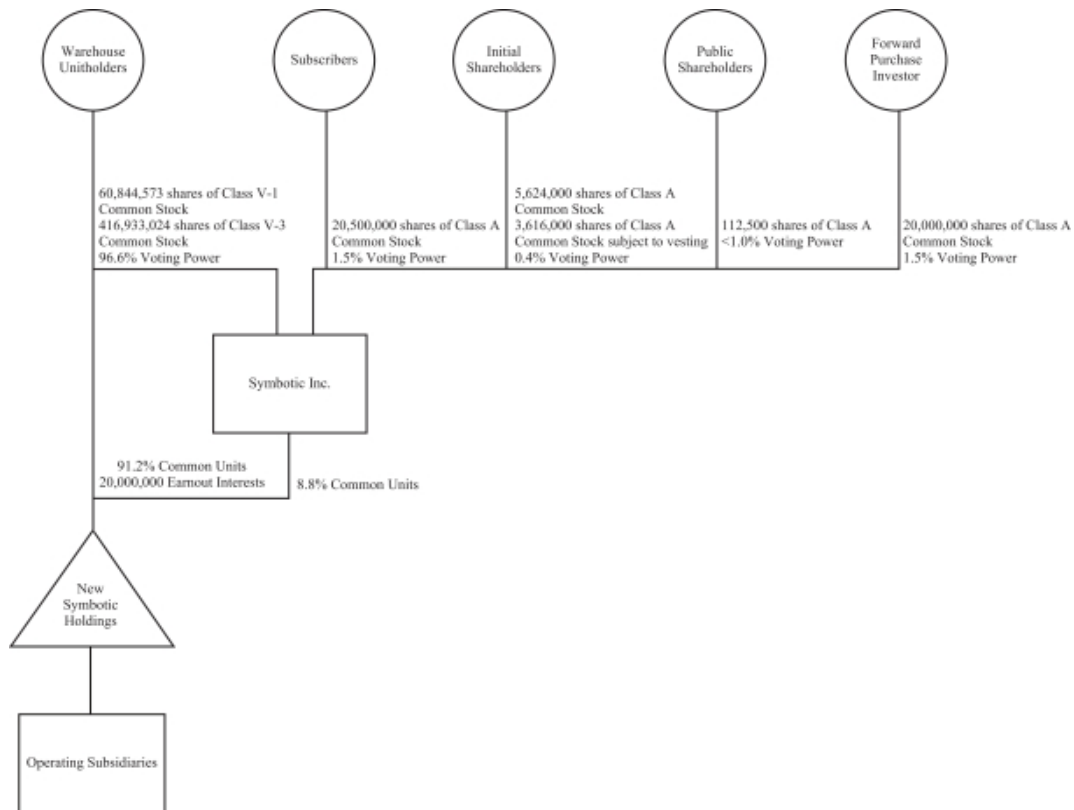 Warehouse
Unitholders
Subscribers
Initial
Shareholders
Public
Shareholders
Forward
Purchase
Investor
60,844,573 shares of Class V-1
Common Stock
416,933,024 shares of Class V-3
Common Stock
96.6% Voting Power
20,500,000 shares of Class A
Common Stock
1.5% Voting Power
5,624,000 shares of Class A
Common Stock
3,616,000 shares of Class A
Common Stock subject to vesting
0.4% Voting Power
112,500 shares of Class A
<1.0% Voting Power
20,000,000 shares of Class A
Common Stock
1.5% Voting Power
Symbotic Inc.
91.2% Common Units
20,000,000 Earnout Interests
8.8% Common Units
New
Symbotic
Holdings
Operating Subsidiaries